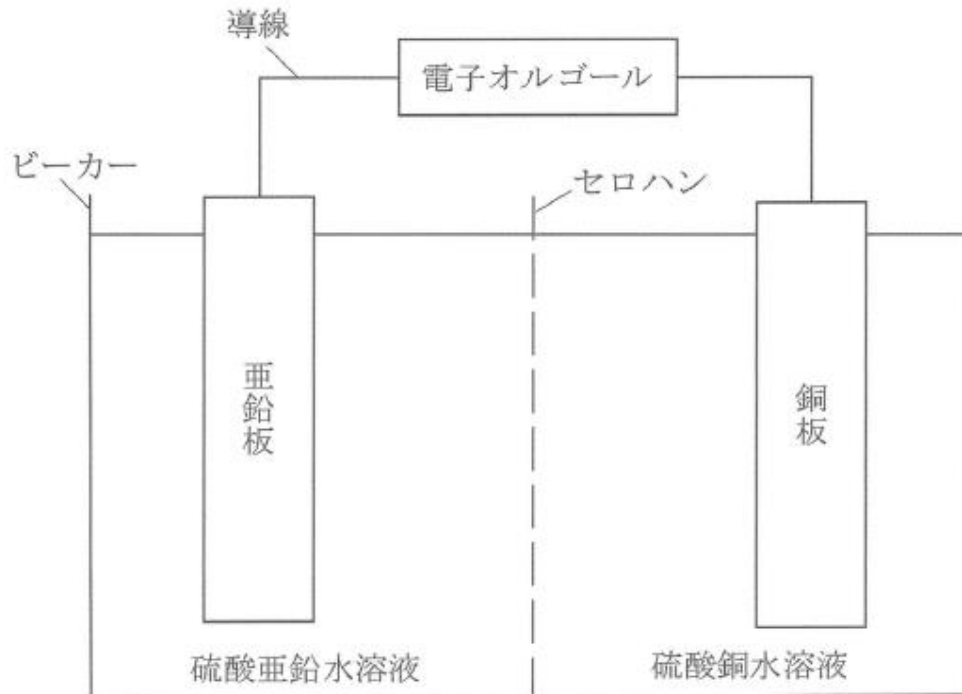 導線
電子オルゴール
ビーカー
セロハン
亜鉛板
銅板
硫酸亜鉛水溶液
硫酸銅水溶液